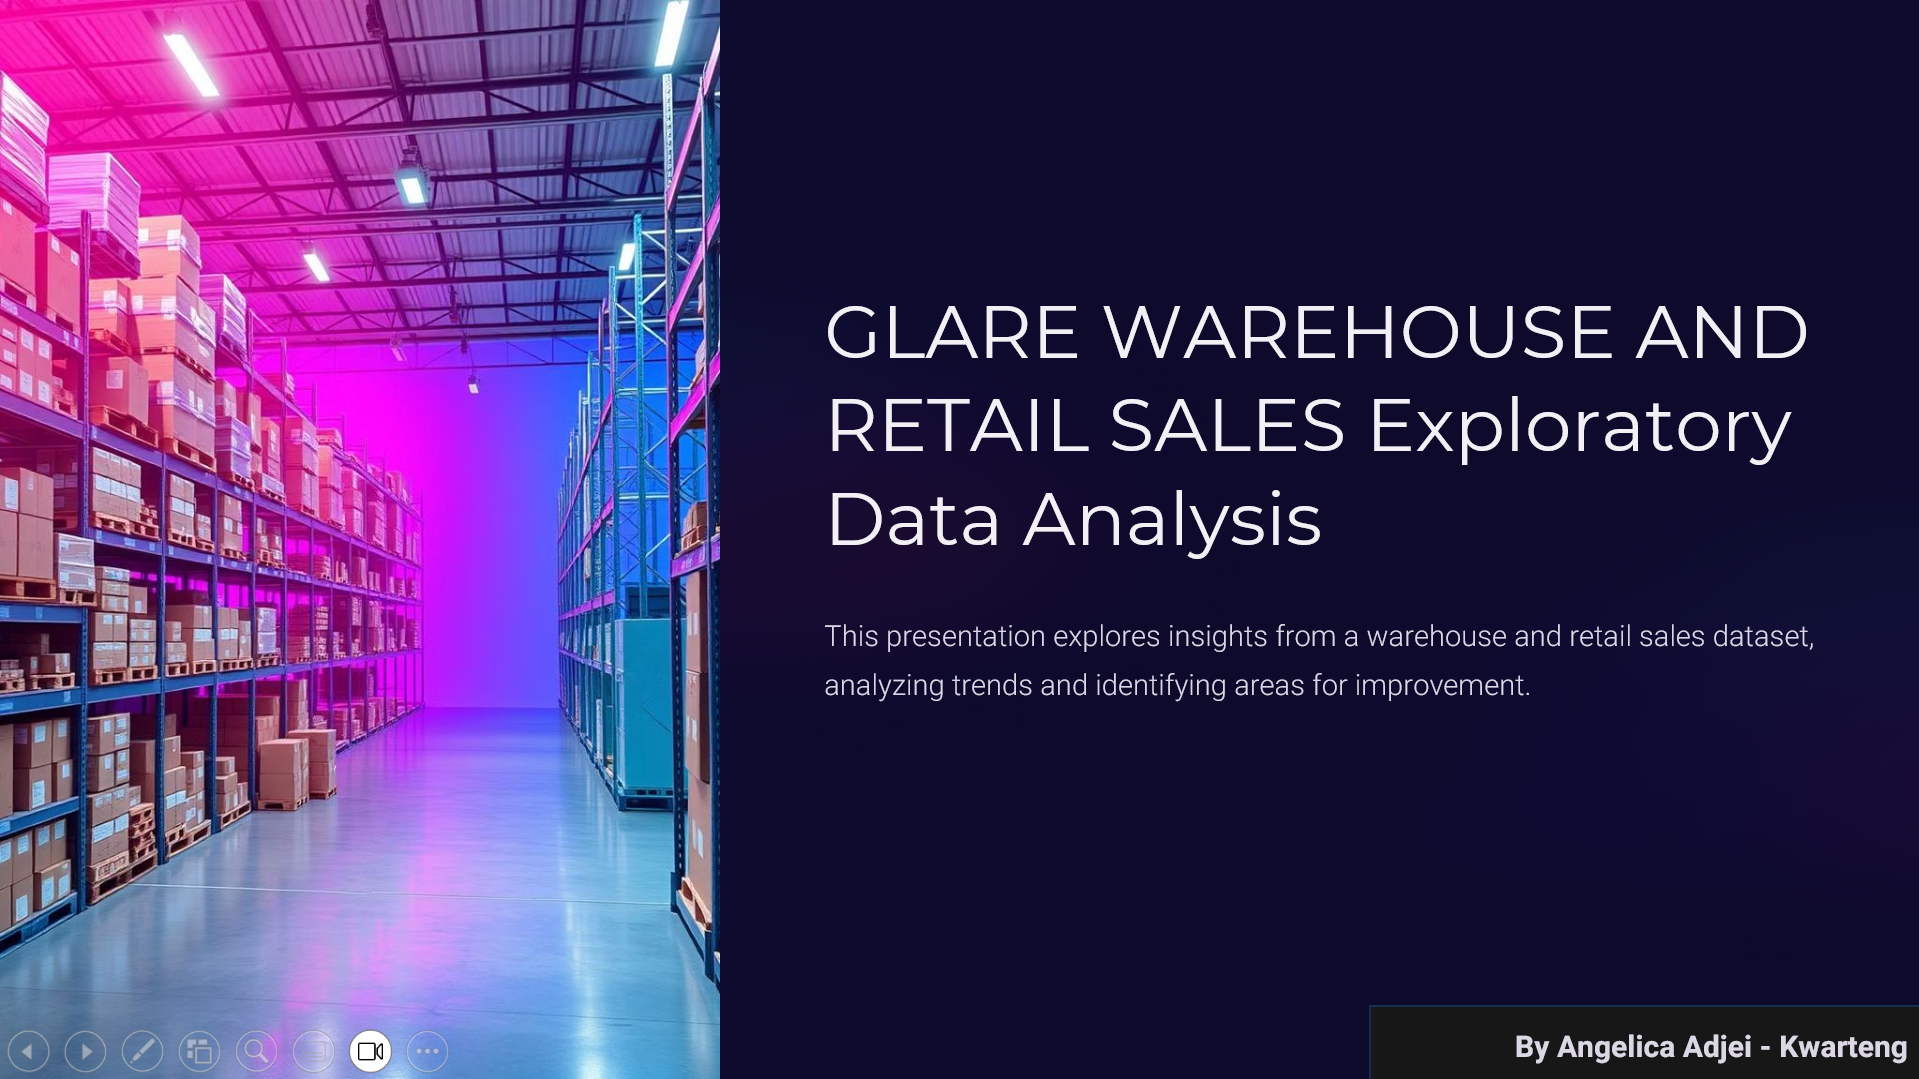 GLARE WAREHOUSE AND
RETAIL SALES Exploratory
Data Analysis
This presentation explores insights from a warehouse and retail sales dataset,
analyzing trends and identifying areas for improvement.
By Angelica Adjei - Kwarteng